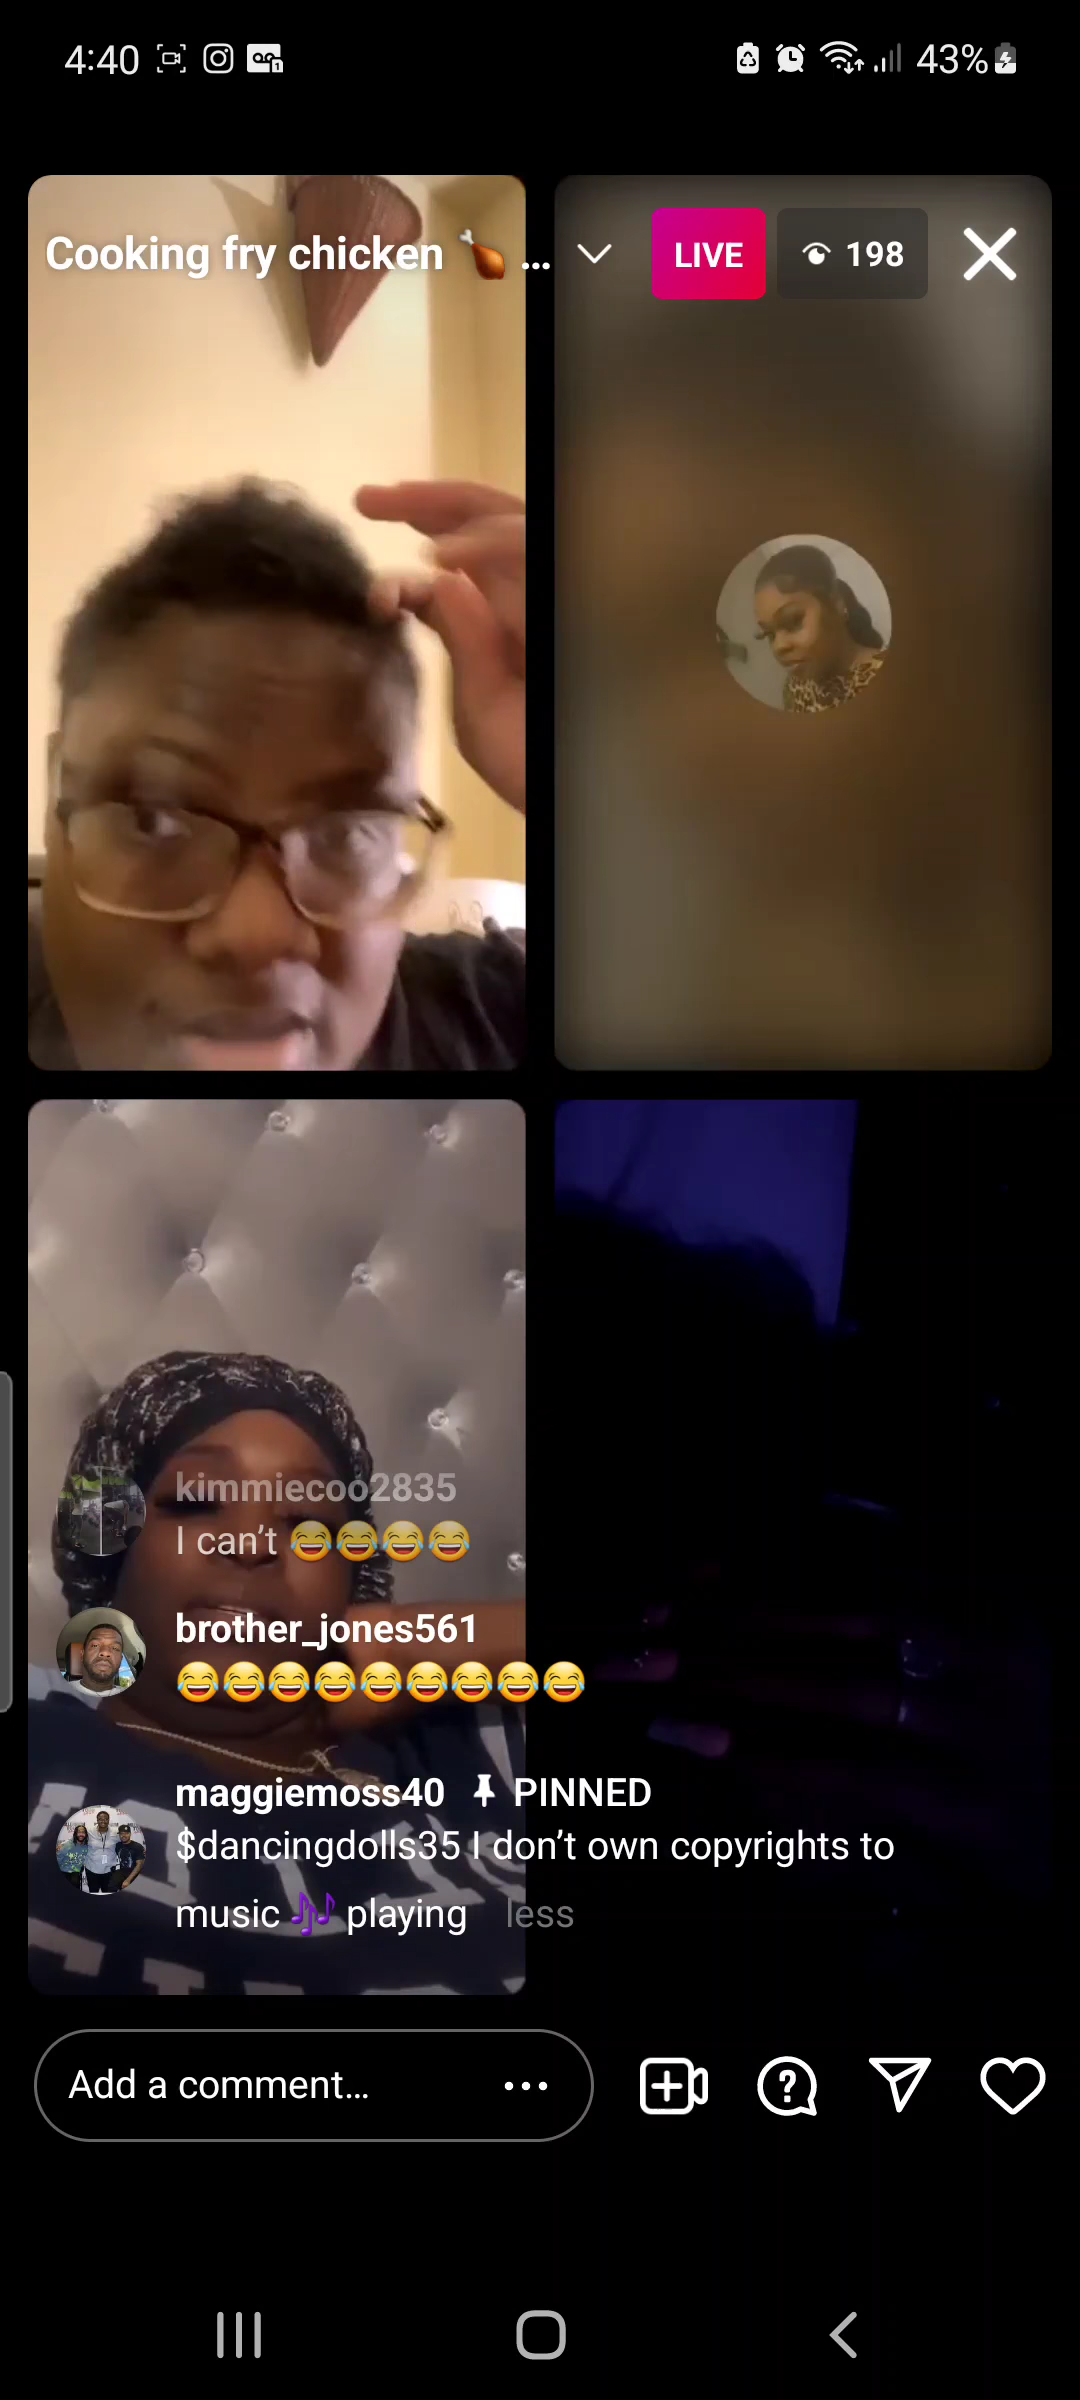 4:40
43%
Cooking fry chicken 🍗 ...
LIVE
198
kimmiecoo2835
I can't 😂😂😂😂
brother_jones561
😂😂😂😂😂😂😂😂😂
maggiemoss40 📌 PINNED
$dancingdolls35 I don't own copyrights to
music 🎶 playing less
Add a comment...